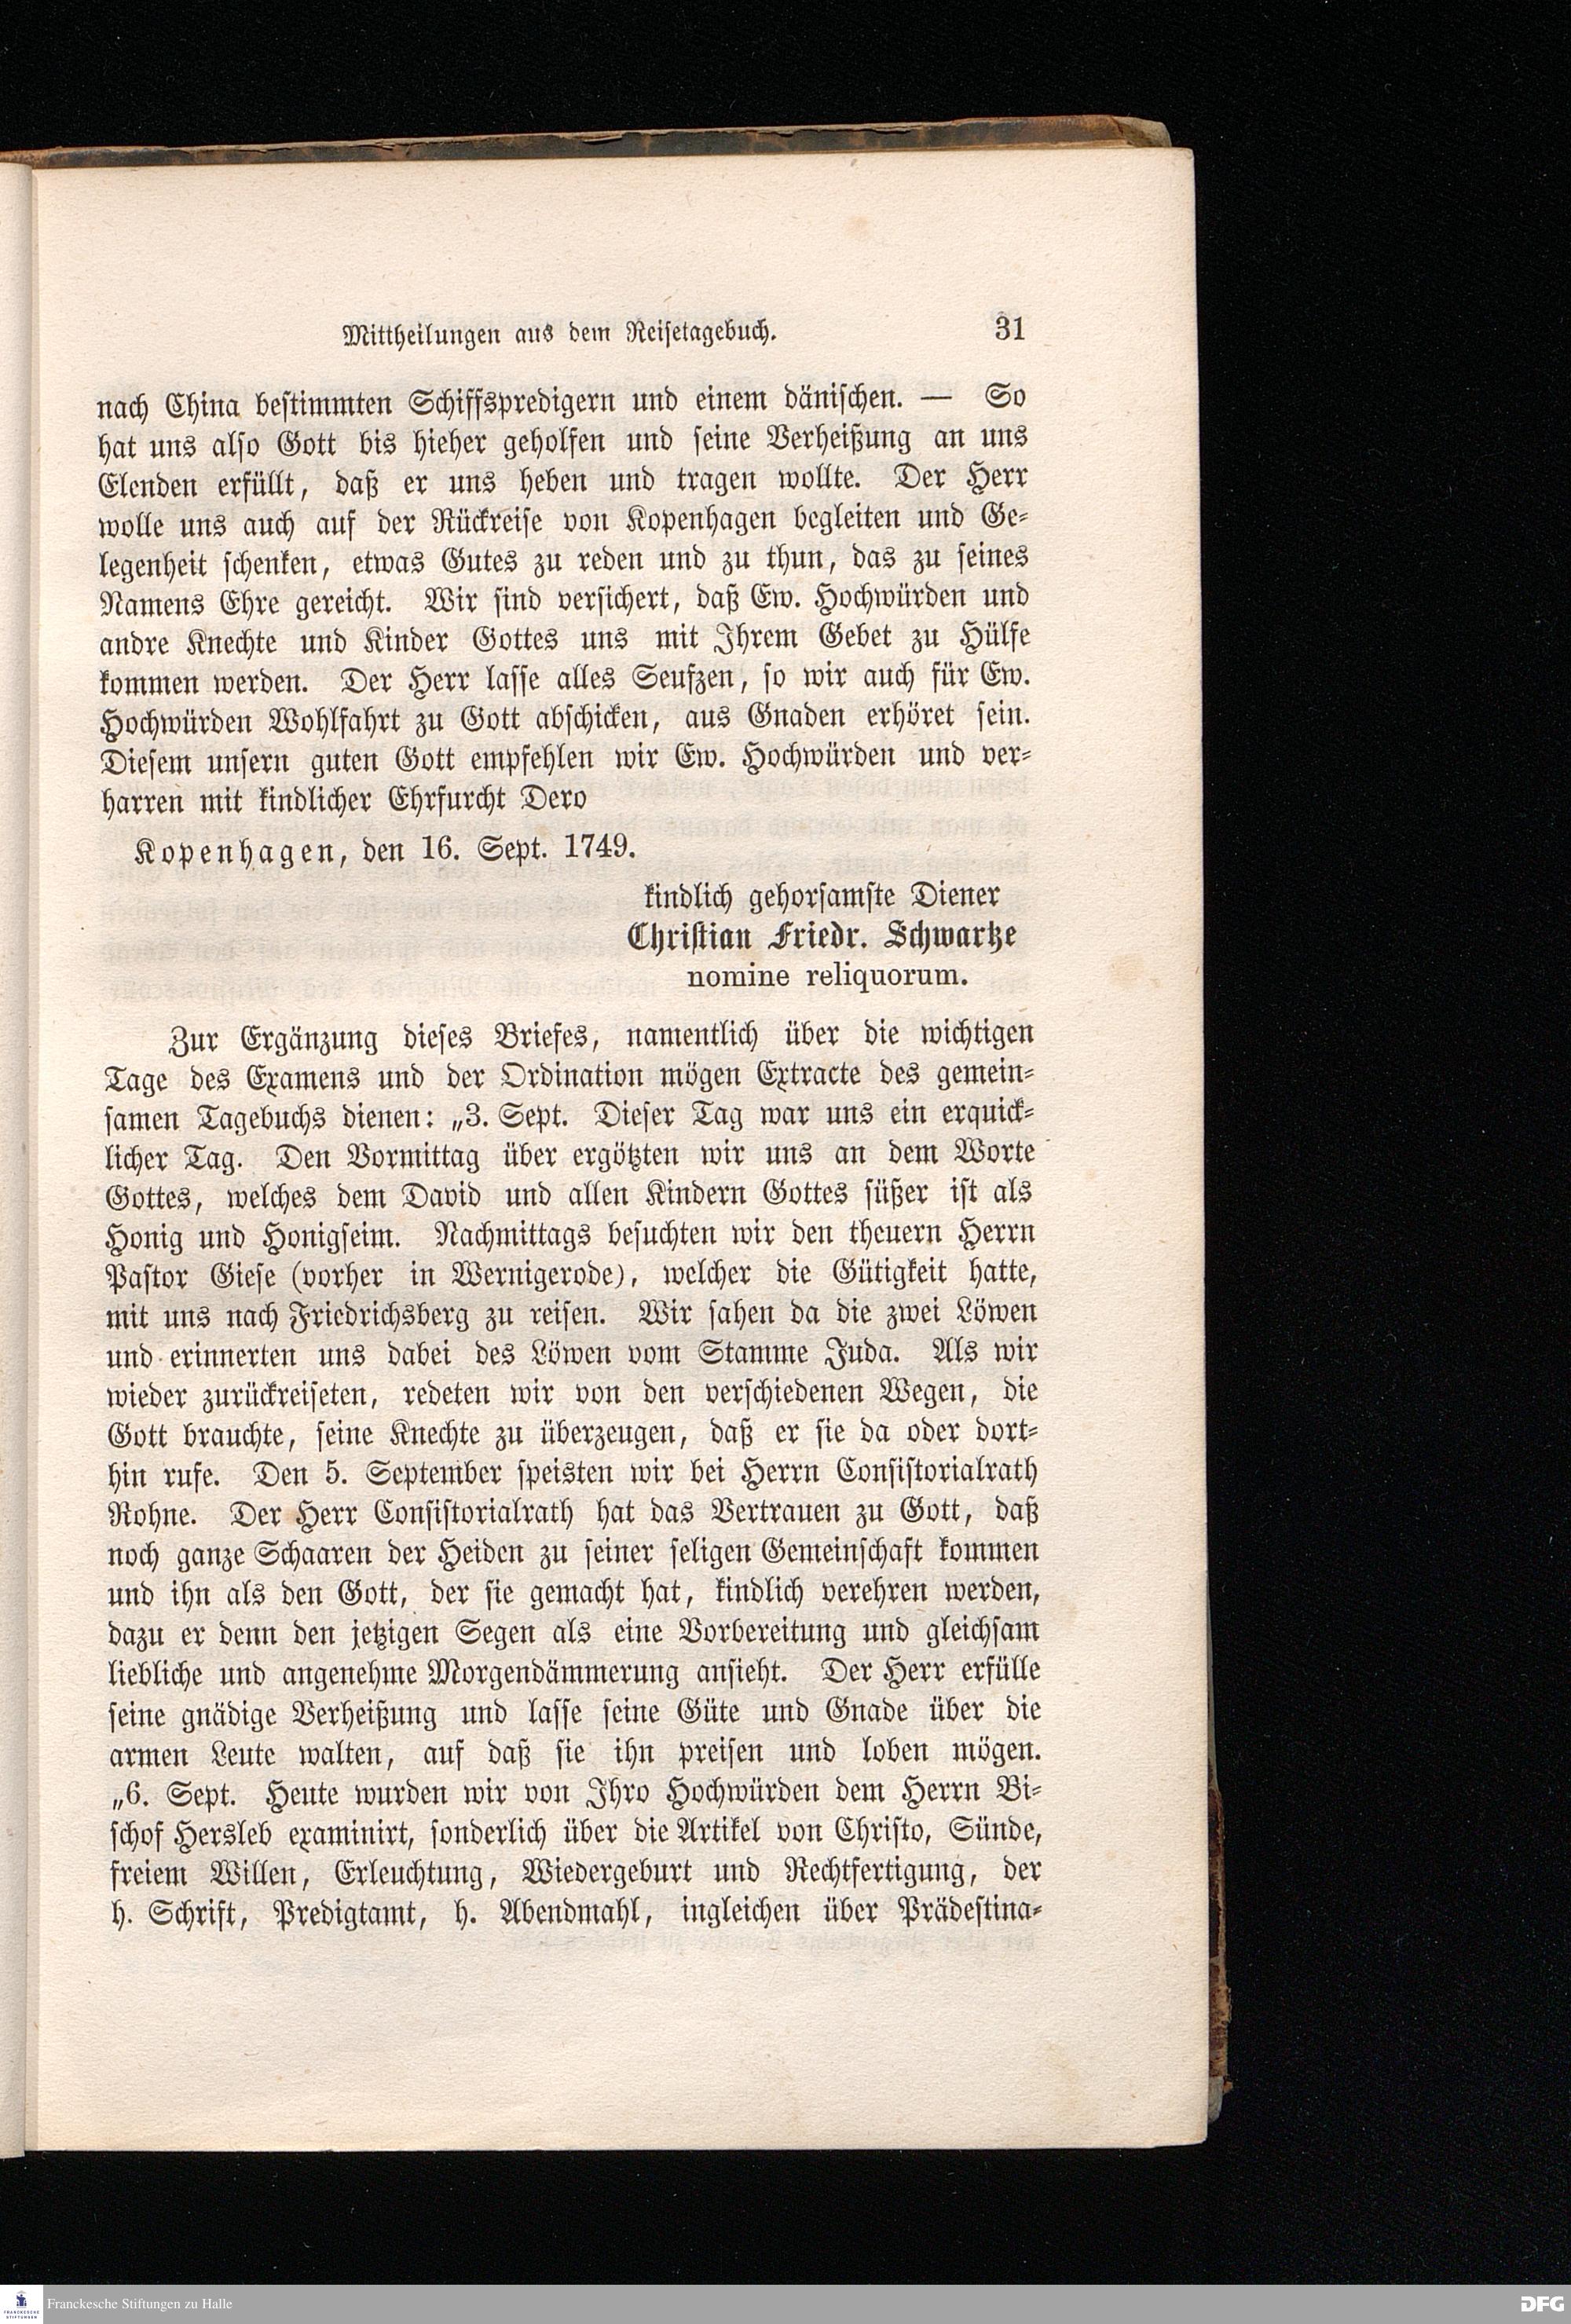 Mittheilungen aus dem Reisetagebuch. 31
nach China bestimmten Schiffspredigern und einem dänischen. — So
hat uns also Gott bis hieher geholfen und seine Verheißung an uns
Elenden erfüllt, daß er uns heben und tragen wollte. Der Herr
wolle uns auch auf der Rückreise von Kopenhagen begleiten und Ge-
legenheit schenken, etwas Gutes zu reden und zu thun, das zu seines
Namens Ehre gereicht. Wir sind versichert, daß Ew. Hochwürden und
andre Knechte und Kinder Gottes uns mit Ihrem Gebet zu Hülfe
kommen werden. Der Herr lasse alles Seufzen, so wir auch für Ew.
Hochwürden Wohlfahrt zu Gott abschicken, aus Gnaden erhöret sein.
Diesem unsern guten Gott empfehlen wir Ew. Hochwürden und ver-
harren mit kindlicher Ehrfurcht Dero
Kopenhagen, den 16. Sept. 1749.
kindlich gehorsamste Diener
Christian Friedr. Schwartze
nomine reliquorum.
Zur Ergänzung dieses Briefes, namentlich über die wichtigen
Tage des Examens und der Ordination mögen Extracte des gemein-
samen Tagebuchs dienen: „3. Sept. Dieser Tag war uns ein erquick-
licher Tag. Den Vormittag über ergötzten wir uns an dem Worte
Gottes, welches dem David und allen Kindern Gottes süßer ist als
Honig und Honigseim. Nachmittags besuchten wir den theuern Herrn
Pastor Giese (vorher in Wernigerode), welcher die Gütigkeit hatte,
mit uns nach Friedrichsberg zu reisen. Wir sahen da die zwei Löwen
und erinnerten uns dabei des Löwen vom Stamme Juda. Als wir
wieder zurückreiseten, redeten wir von den verschiedenen Wegen, die
Gott brauchte, seine Knechte zu überzeugen, daß er sie da oder dort-
hin rufe. Den 5. September speisten wir bei Herrn Consistorialrath
Rohne. Der Herr Consistorialrath hat das Vertrauen zu Gott, daß
noch ganze Schaaren der Heiden zu seiner seligen Gemeinschaft kommen
und ihn als den Gott, der sie gemacht hat, kindlich verehren werden,
dazu er denn den jetzigen Segen als eine Vorbereitung und gleichsam
liebliche und angenehme Morgendämmerung ansieht. Der Herr erfülle
seine gnädige Verheißung und lasse seine Güte und Gnade über die
armen Leute walten, auf daß sie ihn preisen und loben mögen.
„6. Sept. Heute wurden wir von Ihro Hochwürden dem Herrn Bi-
schof Hersleb examinirt, sonderlich über die Artikel von Christo, Sünde,
freiem Willen, Erleuchtung, Wiedergeburt und Rechtfertigung, der
h. Schrift, Predigtamt, h. Abendmahl, ingleichen über Prädestina-
FRANCKESCHE
STIFTUNGEN
Franckesche Stiftungen zu Halle
DFG